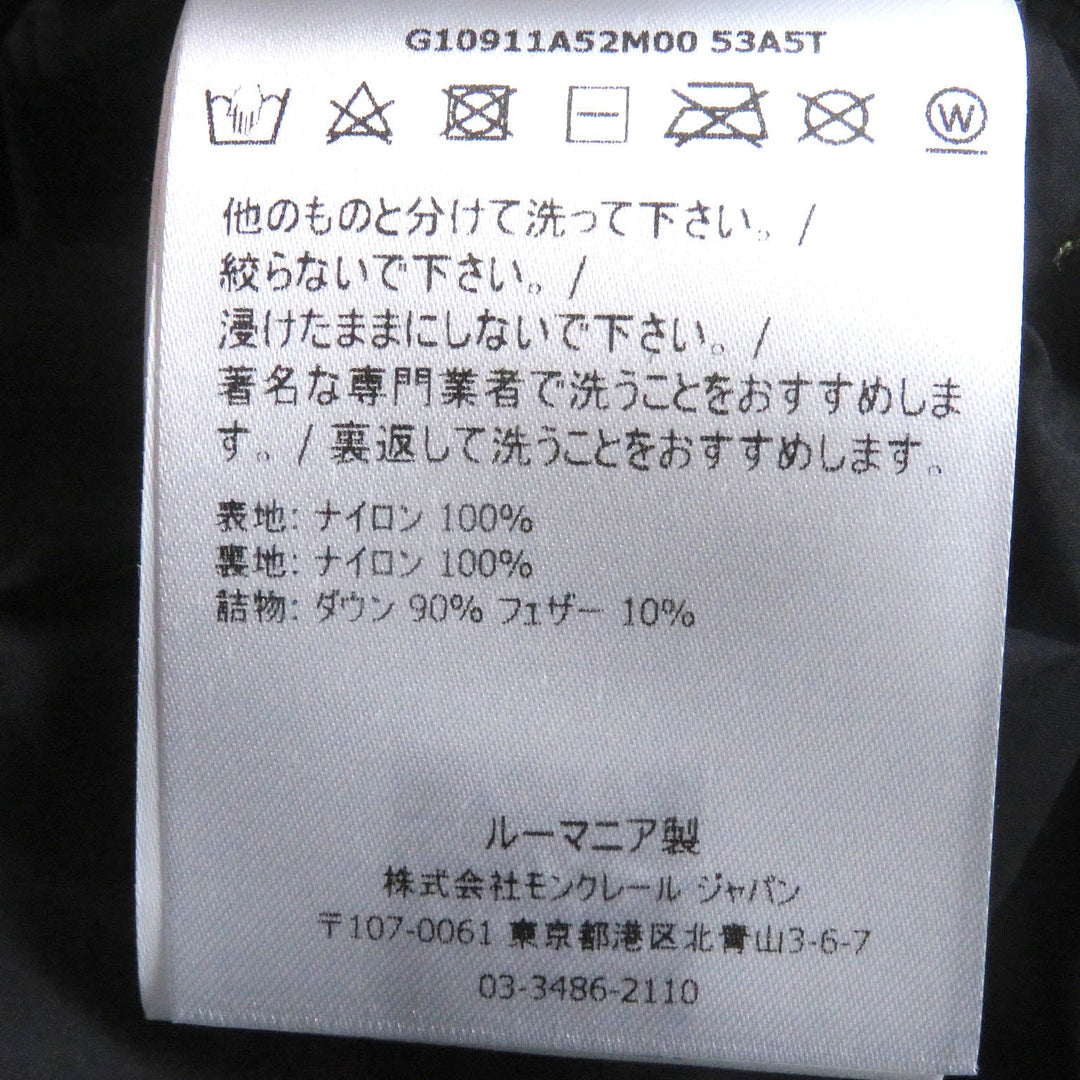 G10911A52M00 53A5T
W
他のものと分けて洗って下さい。/
絞らないで下さい。/
浸けたままにしないで下さい。/
著名な専門業者で洗うことをおすすめしま
す。/ 裏返して洗うことをおすすめします。
表地: ナイロン 100%
裏地: ナイロン 100%
詰物: ダウン 90% フェザー 10%
ルーマニア製
株式会社モンクレール ジャパン
〒107-0061 東京都港区北青山3-6-7
03-3486-2110